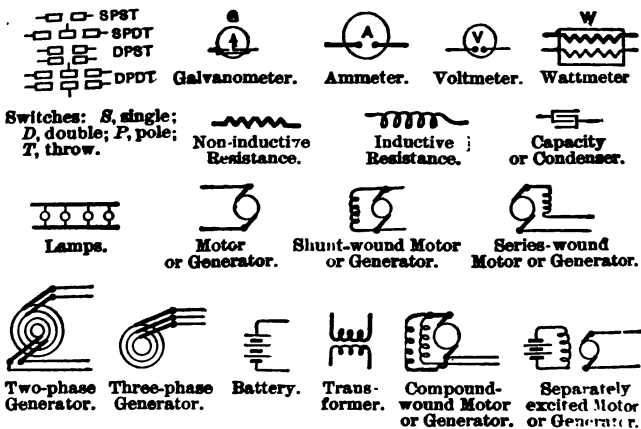 SPST
SPDT
DPST
DPDT
Switches: S, single;
D, double; P, pole;
T, throw.
G
Galvanometer.
A
Ammeter.
V
Voltmeter.
W
Wattmeter
Non-inductive
Resistance.
Inductive
Resistance.
Capacity
or Condenser.
Lamps.
Motor
or Generator.
Shunt-wound Motor
or Generator.
Series-wound
Motor or Generator.
Two-phase
Generator.
Three-phase
Generator.
Battery.
Trans-
former.
Compound-
wound Motor
or Generator.
Separately
excited Motor
or Generator.